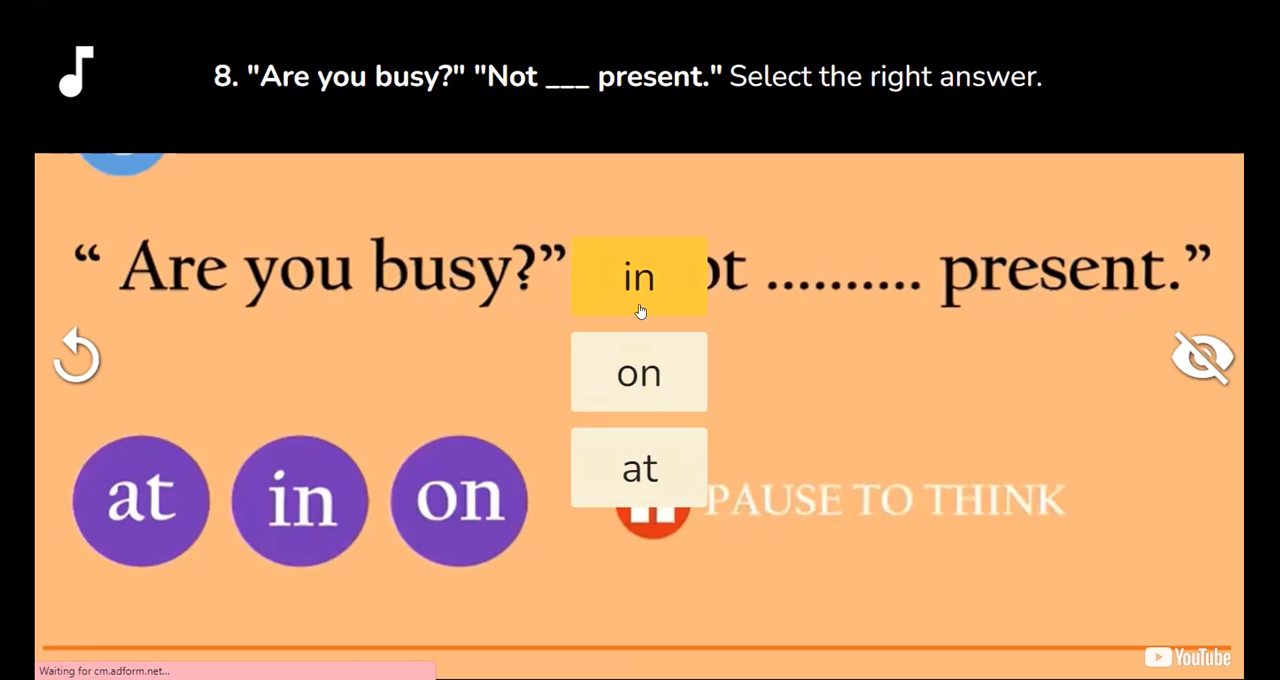 8. "Are you busy?" "Not ___ present." Select the right answer.
“ Are you busy?” ot .......... present.”
in
on
at
at in on
PAUSE TO THINK
YouTube
Waiting for cm.adform.net...